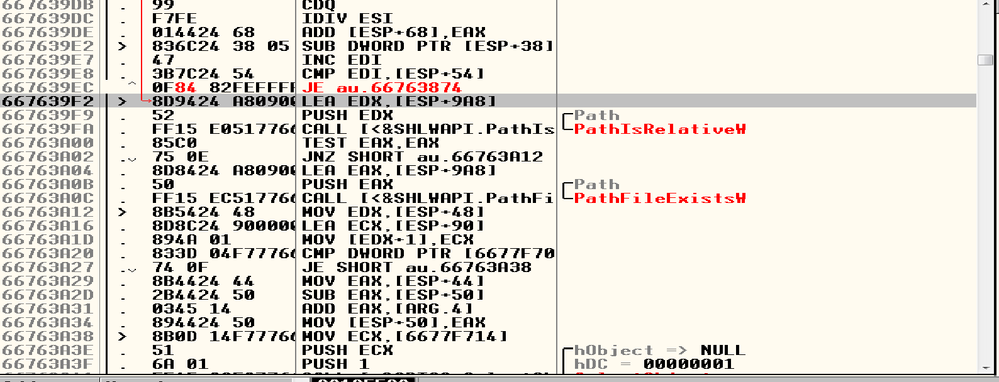 667639DB . 99 CDQ
667639DC . F7FE IDIV ESI
667639DE . 014424 68 ADD [ESP+68],EAX
667639E2 > 836C24 38 05 SUB DWORD PTR [ESP+38]
667639E7 . 47 INC EDI
667639E8 . 3B7C24 54 CMP EDI,[ESP+54]
667639EC ^ 0F84 82FEFFFF JE au.66763874
667639F2 > 8D9424 A80900 LEA EDX,[ESP+9A8]
667639F9 . 52 PUSH EDX Path
667639FA . FF15 E0517766 CALL [<&SHLWAPI.PathIs PathIsRelativeW
66763A00 . 85C0 TEST EAX,EAX
66763A02 .v 75 0E JNZ SHORT au.66763A12
66763A04 . 8D8424 A80900 LEA EAX,[ESP+9A8]
66763A0B . 50 PUSH EAX Path
66763A0C . FF15 EC517766 CALL [<&SHLWAPI.PathFi PathFileExistsW
66763A12 > 8B5424 48 MOV EDX,[ESP+48]
66763A16 . 8D8C24 900000 LEA ECX,[ESP+90]
66763A1D . 894A 01 MOV [EDX+1],ECX
66763A20 . 833D 04F77766 CMP DWORD PTR [6677F70
66763A27 .v 74 0F JE SHORT au.66763A38
66763A29 . 8B4424 44 MOV EAX,[ESP+44]
66763A2D . 2B4424 50 SUB EAX,[ESP+50]
66763A31 . 0345 14 ADD EAX,[ARG.4]
66763A34 . 894424 50 MOV [ESP+50],EAX
66763A38 > 8B0D 14F77766 MOV ECX,[6677F714]
66763A3E . 51 PUSH ECX hObject => NULL
66763A3F . 6A 01 PUSH 1 hDC = 00000001